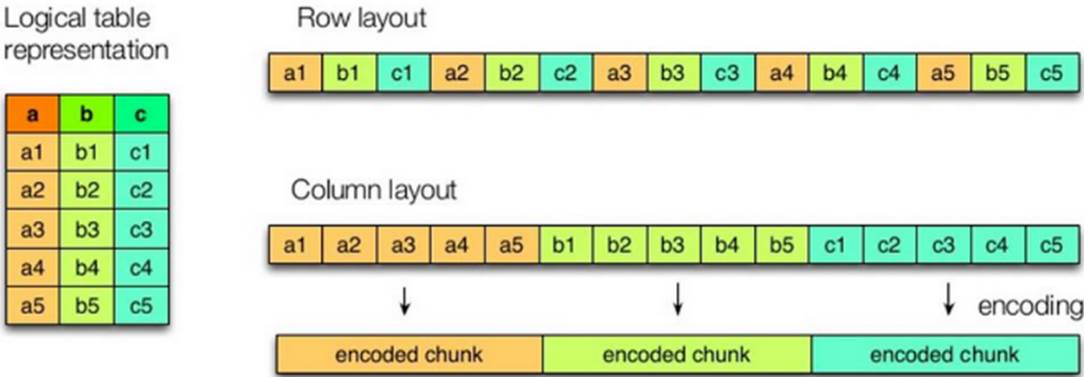 Logical table
representation
a b c
a1 b1 c1
a2 b2 c2
a3 b3 c3
a4 b4 c4
a5 b5 c5
Row layout
a1 b1 c1 a2 b2 c2 a3 b3 c3 a4 b4 c4 a5 b5 c5
Column layout
a1 a2 a3 a4 a5 b1 b2 b3 b4 b5 c1 c2 c3 c4 c5
encoding
encoded chunk encoded chunk encoded chunk